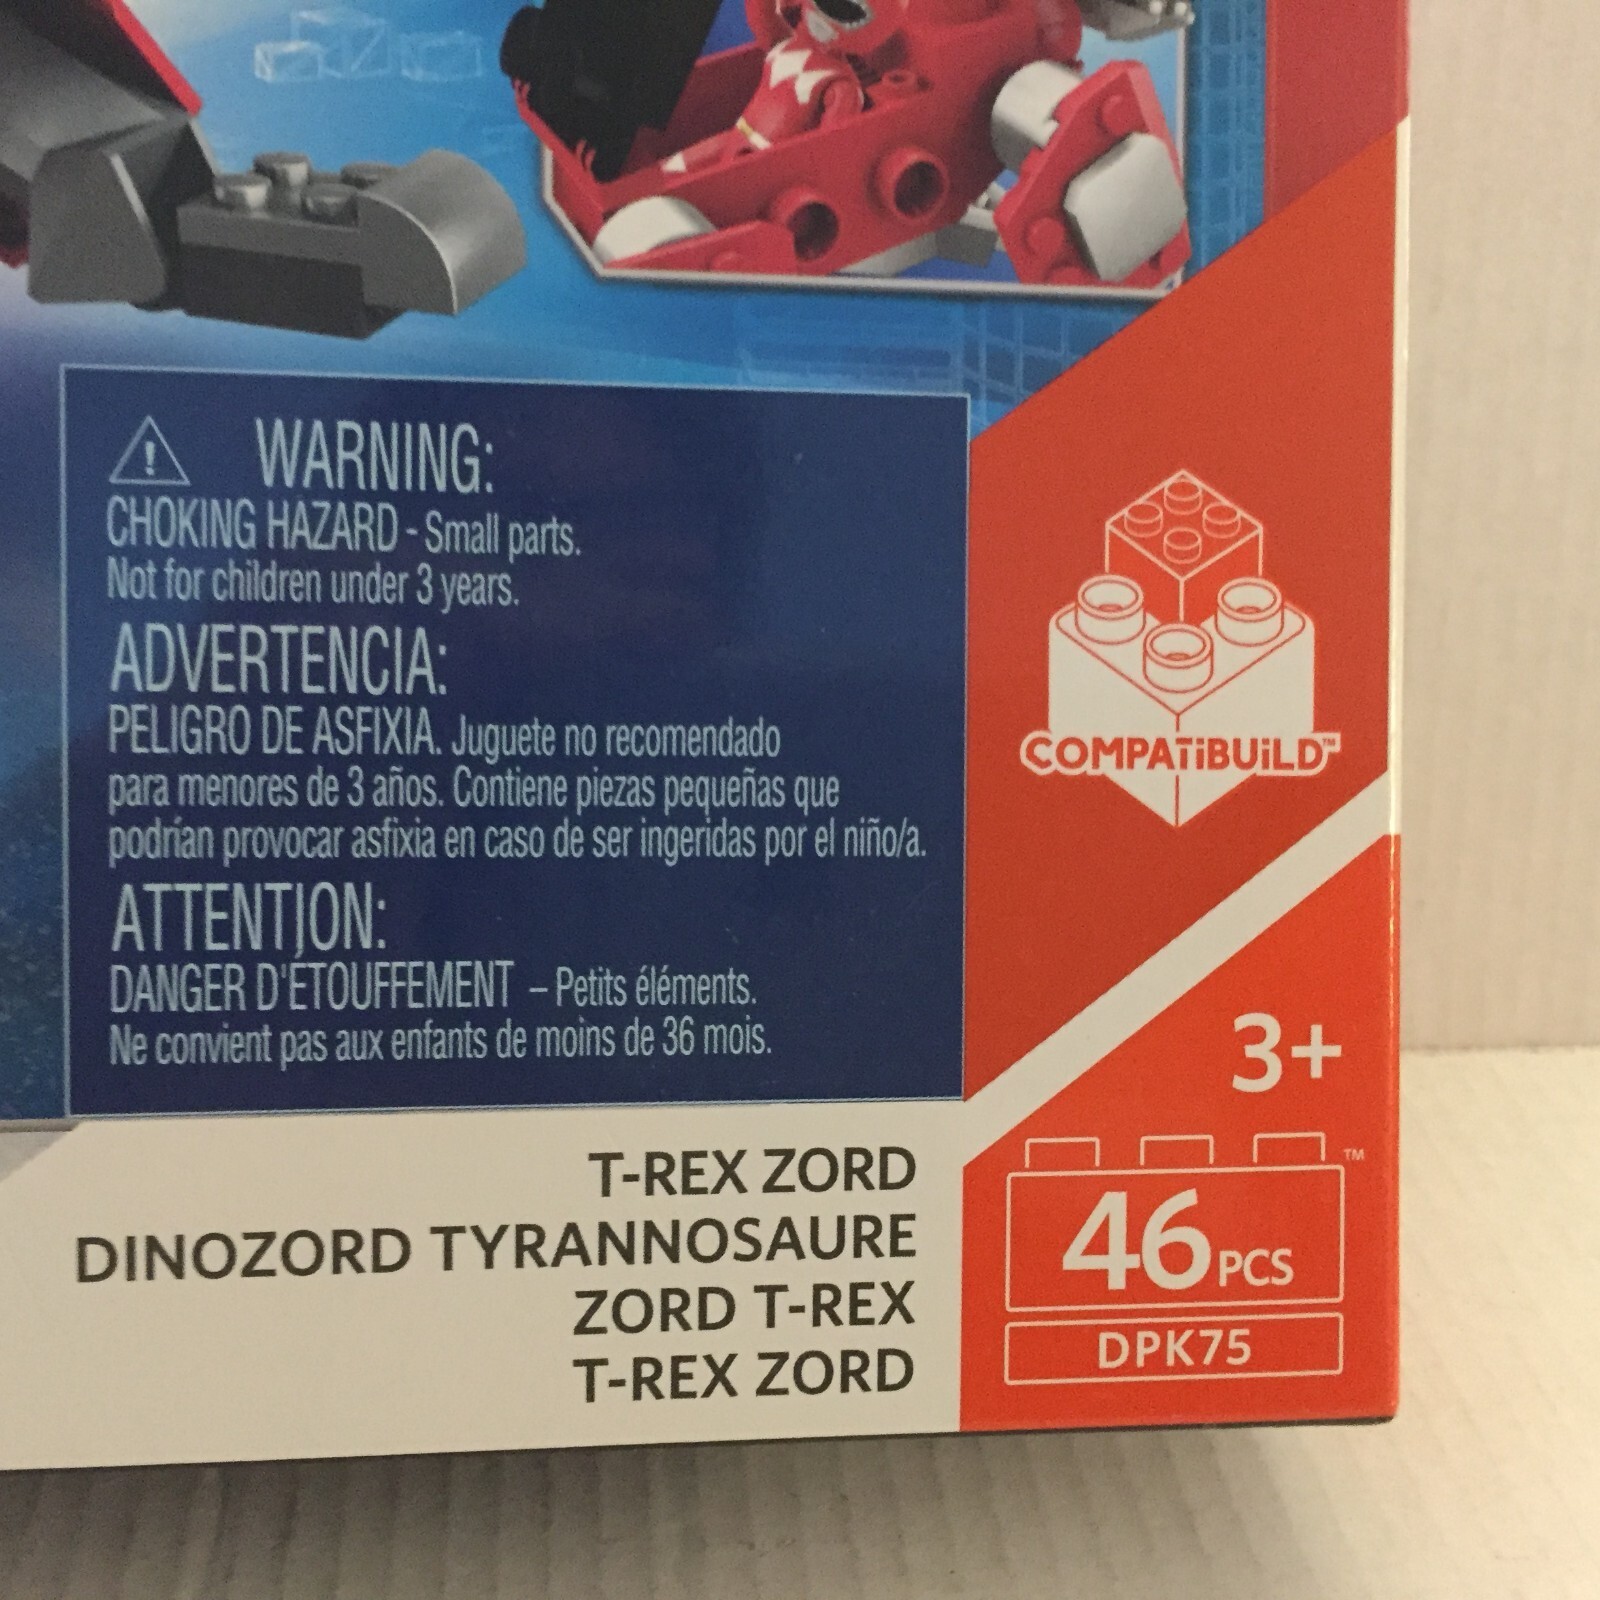 WARNING:
CHOKING HAZARD - Small parts.
Not for children under 3 years.
ADVERTENCIA:
PELIGRO DE ASFIXIA. Juguete no recomendado
para menores de 3 años. Contiene piezas pequeñas que
podrían provocar asfixia en caso de ser ingeridas por el niño/a.
ATTENTION:
DANGER D'ÉTOUFFEMENT – Petits éléments.
Ne convient pas aux enfants de moins de 36 mois.
COMPATiBUiLD™
3+
™
46 PCS
DPK75
T-REX ZORD
DINOZORD TYRANNOSAURE
ZORD T-REX
T-REX ZORD